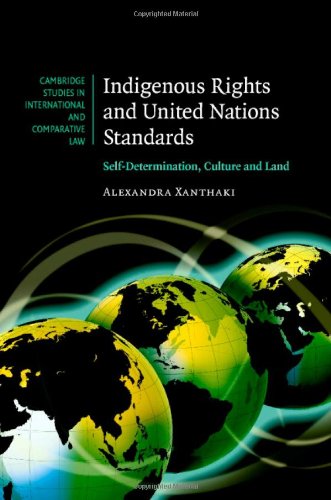 CAMBRIDGE
STUDIES IN
INTERNATIONAL
AND
COMPARATIVE
LAW
Indigenous Rights
and United Nations
Standards
Self-Determination, Culture and Land
ALEXANDRA XANTHAKI